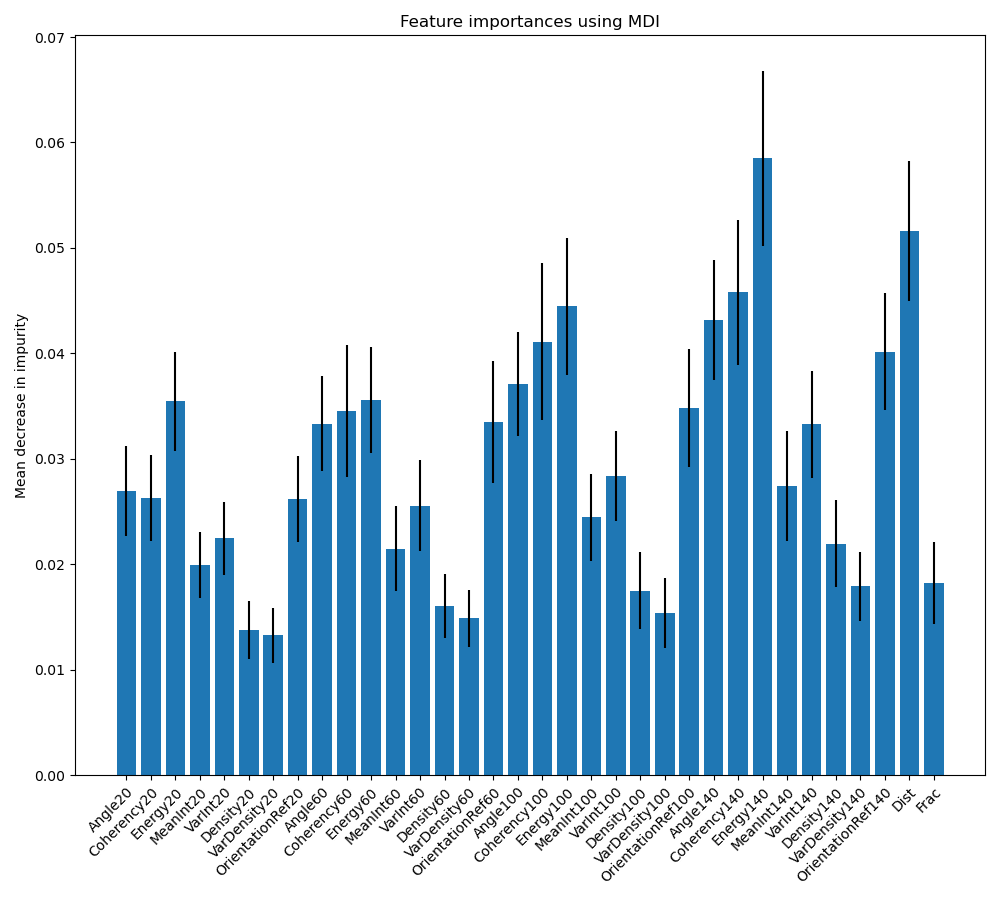 Feature importances using MDI
Mean decrease in impurity
0.07
0.06
0.05
0.04
0.03
0.02
0.01
0.00
Angle20
Coherency20
Energy20
MeanInt20
VarInt20
Density20
VarDensity20
OrientationRef20
Angle60
Coherency60
Energy60
MeanInt60
VarInt60
Density60
VarDensity60
OrientationRef60
Angle100
Coherency100
Energy100
MeanInt100
VarInt100
Density100
VarDensity100
OrientationRef100
Angle140
Coherency140
Energy140
MeanInt140
VarInt140
Density140
VarDensity140
OrientationRef140
Dist
Frac